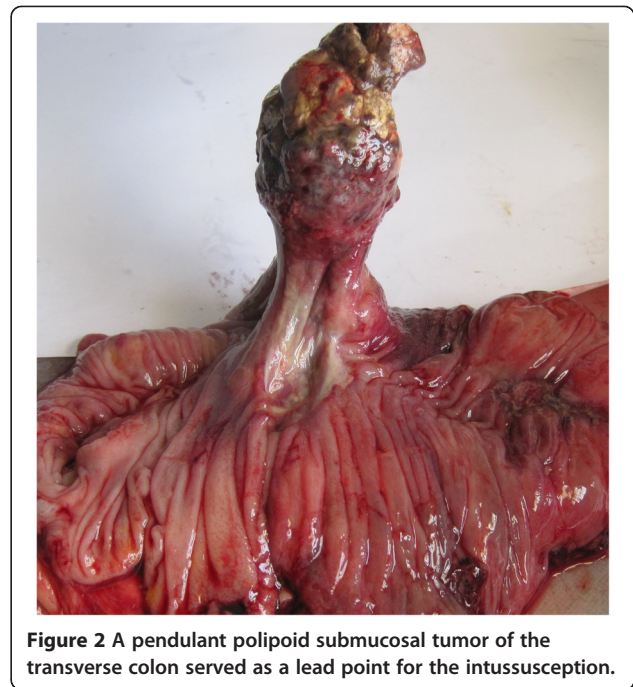 Figure 2 A pendulant polipoid submucosal tumor of the
transverse colon served as a lead point for the intussusception.